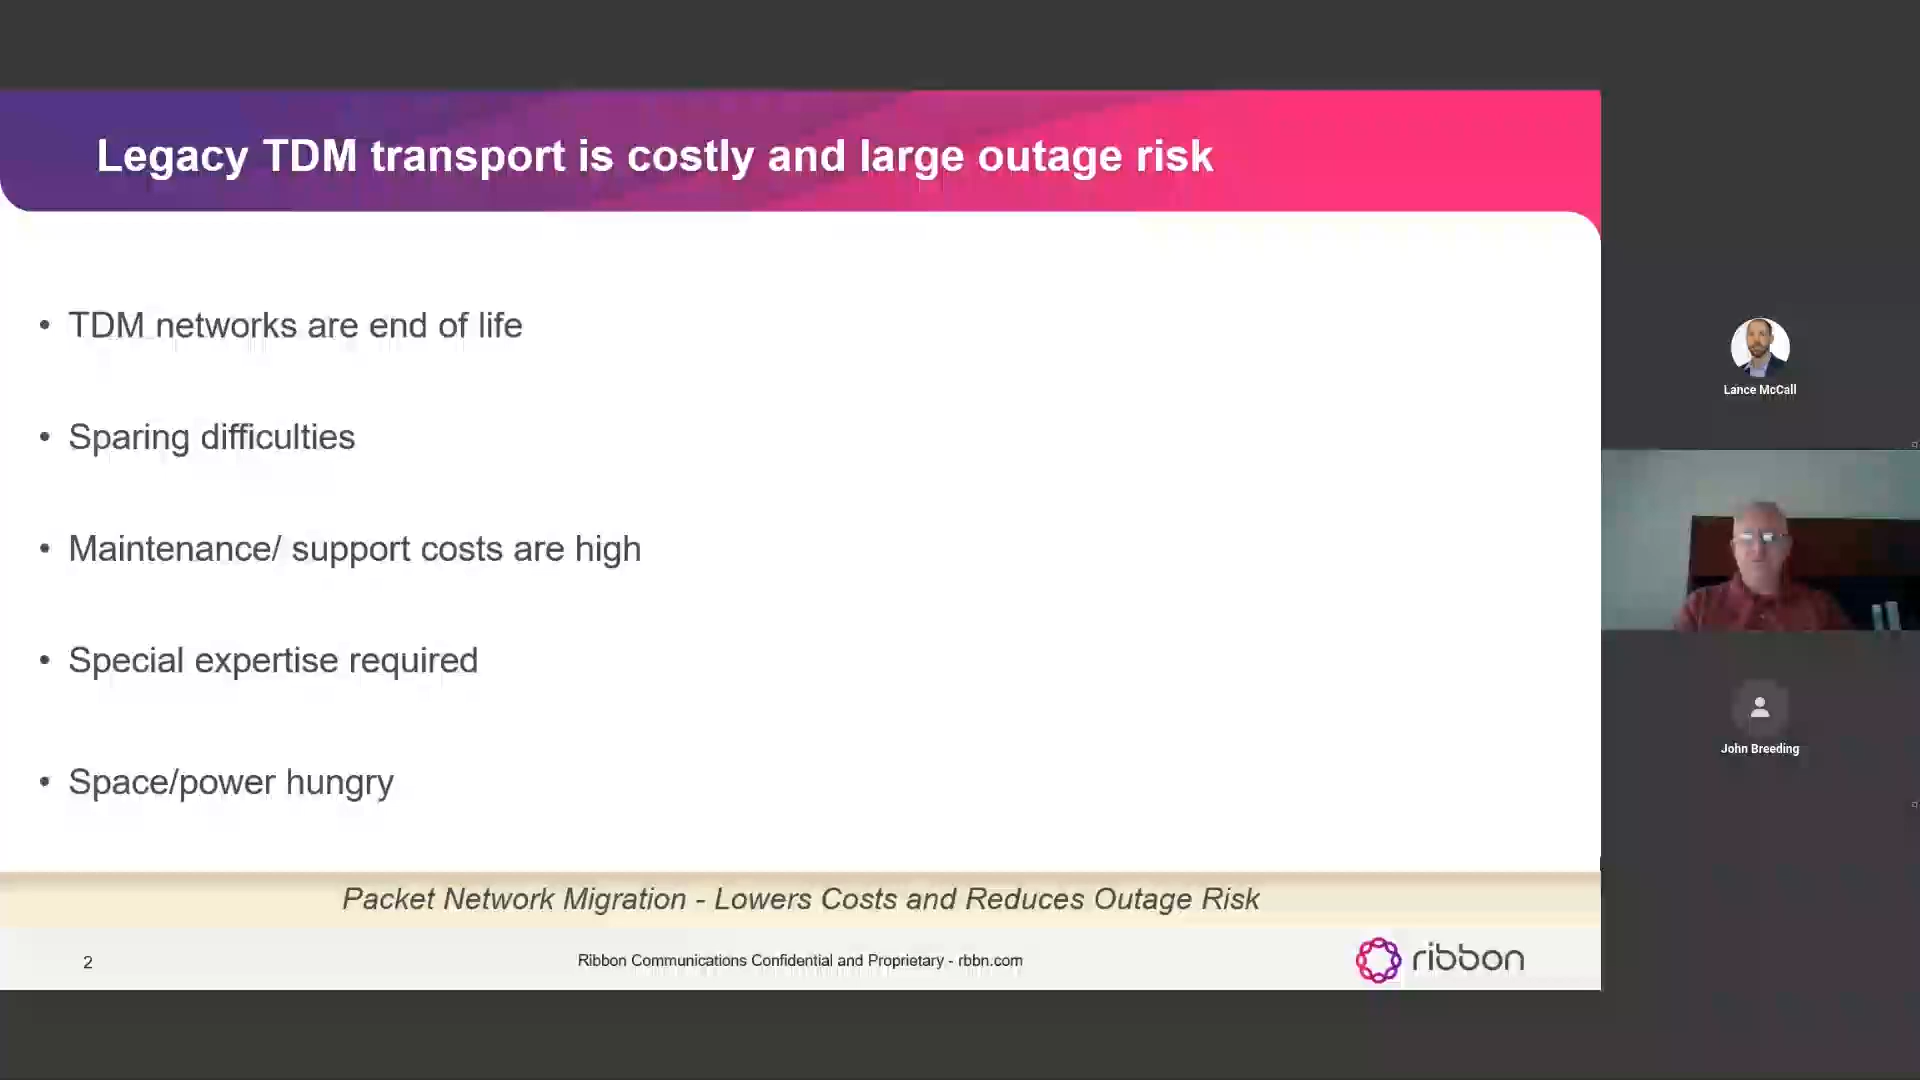 Legacy TDM transport is costly and large outage risk
• TDM networks are end of life
• Sparing difficulties
• Maintenance/ support costs are high
• Special expertise required
• Space/power hungry
Packet Network Migration - Lowers Costs and Reduces Outage Risk
2
Ribbon Communications Confidential and Proprietary - rbbn.com
ribbon
Lance McCall
John Breeding